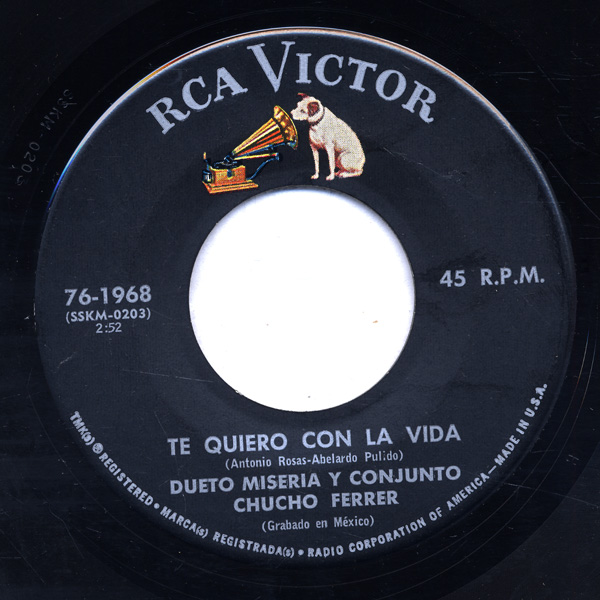 RCA VICTOR
76-1968
(SSKM-0203)
2:52
45 R.P.M.
TE QUIERO CON LA VIDA
(Antonio Rosas-Abelardo Pulido)
DUETO MISERIA Y CONJUNTO
CHUCHO FERRER
(Grabado en México)
TMK(s) ® REGISTERED • MARCA(s) REGISTRADA(s) • RADIO CORPORATION OF AMERICA—MADE IN U.S.A.